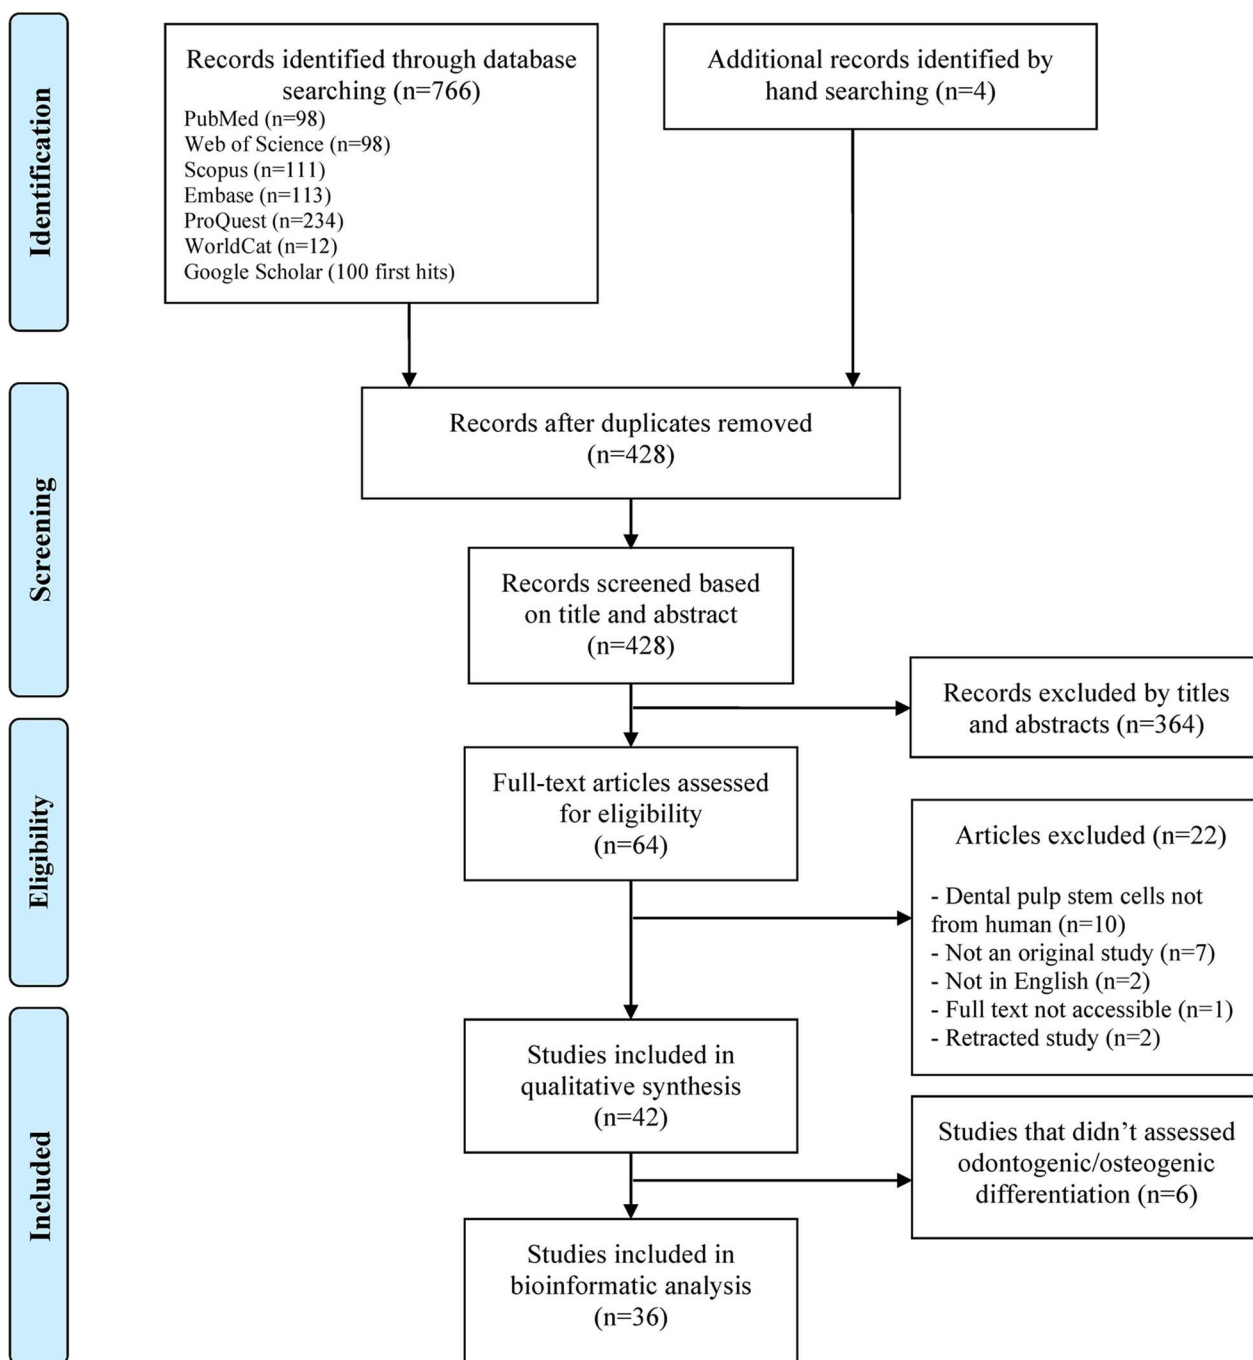 Identification
Records identified through database
searching (n=766)
PubMed (n=98)
Web of Science (n=98)
Scopus (n=111)
Embase (n=113)
ProQuest (n=234)
WorldCat (n=12)
Google Scholar (100 first hits)
Additional records identified by
hand searching (n=4)
Screening
Records after duplicates removed
(n=428)
Records screened based
on title and abstract
(n=428)
Records excluded by titles
and abstracts (n=364)
Eligibility
Full-text articles assessed
for eligibility
(n=64)
Articles excluded (n=22)
- Dental pulp stem cells not
from human (n=10)
- Not an original study (n=7)
- Not in English (n=2)
- Full text not accessible (n=1)
- Retracted study (n=2)
Included
Studies included in
qualitative synthesis
(n=42)
Studies that didn’t assessed
odontogenic/osteogenic
differentiation (n=6)
Studies included in
bioinformatic analysis
(n=36)